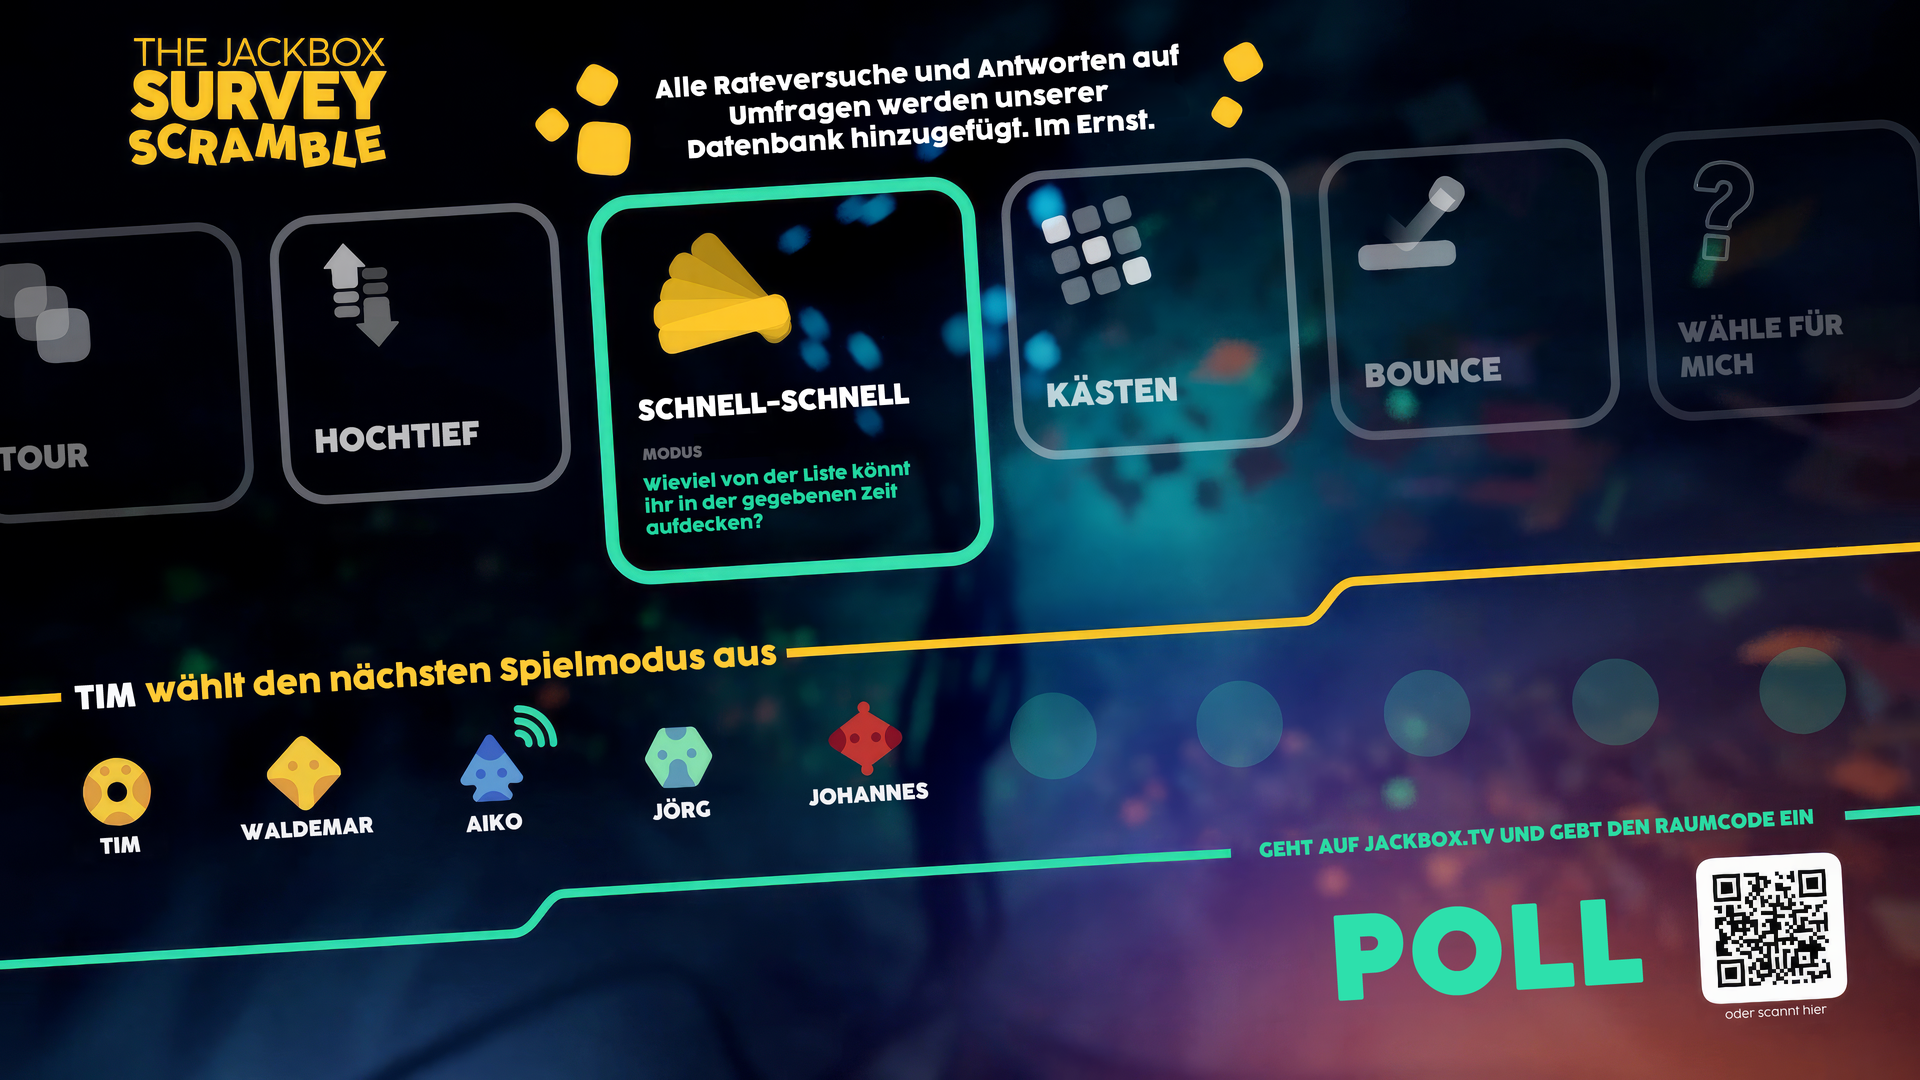 THE JACKBOX
SURVEY
SCRAMBLE
Alle Rateversuche und Antworten auf
Umfragen werden unserer
Datenbank hinzugefügt. Im Ernst.
TOUR
HOCHTIEF
SCHNELL-SCHNELL
MODUS
Wieviel von der Liste könnt
ihr in der gegebenen Zeit
aufdecken?
KÄSTEN
BOUNCE
?
WÄHLE FÜR
MICH
TIM wählt den nächsten Spielmodus aus
TIM
WALDEMAR
AIKO
JÖRG
JOHANNES
GEHT AUF JACKBOX.TV UND GEBT DEN RAUMCODE EIN
POLL
oder scannt hier